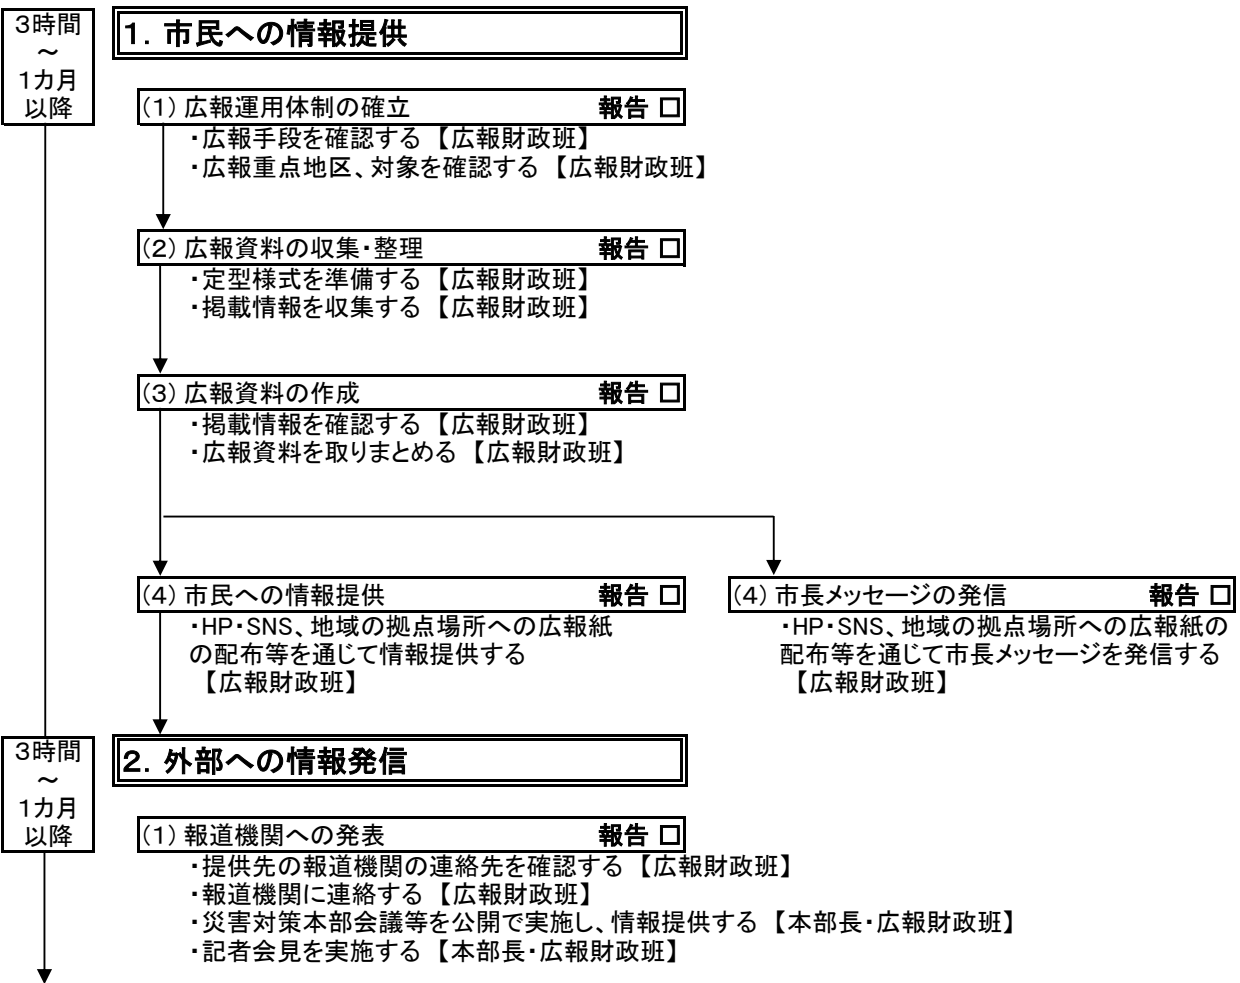 3時間
～
1カ月
以降
1．市民への情報提供
(1) 広報運用体制の確立 報告 □
・広報手段を確認する 【広報財政班】
・広報重点地区、対象を確認する 【広報財政班】
(2) 広報資料の収集・整理 報告 □
・定型様式を準備する 【広報財政班】
・掲載情報を収集する 【広報財政班】
(3) 広報資料の作成 報告 □
・掲載情報を確認する 【広報財政班】
・広報資料を取りまとめる 【広報財政班】
(4) 市民への情報提供 報告 □
・HP・SNS、地域の拠点場所への広報紙
の配布等を通じて情報提供する
【広報財政班】
(4) 市長メッセージの発信 報告 □
・HP・SNS、地域の拠点場所への広報紙の
配布等を通じて市長メッセージを発信する
【広報財政班】
3時間
～
1カ月
以降
2．外部への情報発信
(1) 報道機関への発表 報告 □
・提供先の報道機関の連絡先を確認する 【広報財政班】
・報道機関に連絡する 【広報財政班】
・災害対策本部会議等を公開で実施し、情報提供する 【本部長・広報財政班】
・記者会見を実施する 【本部長・広報財政班】